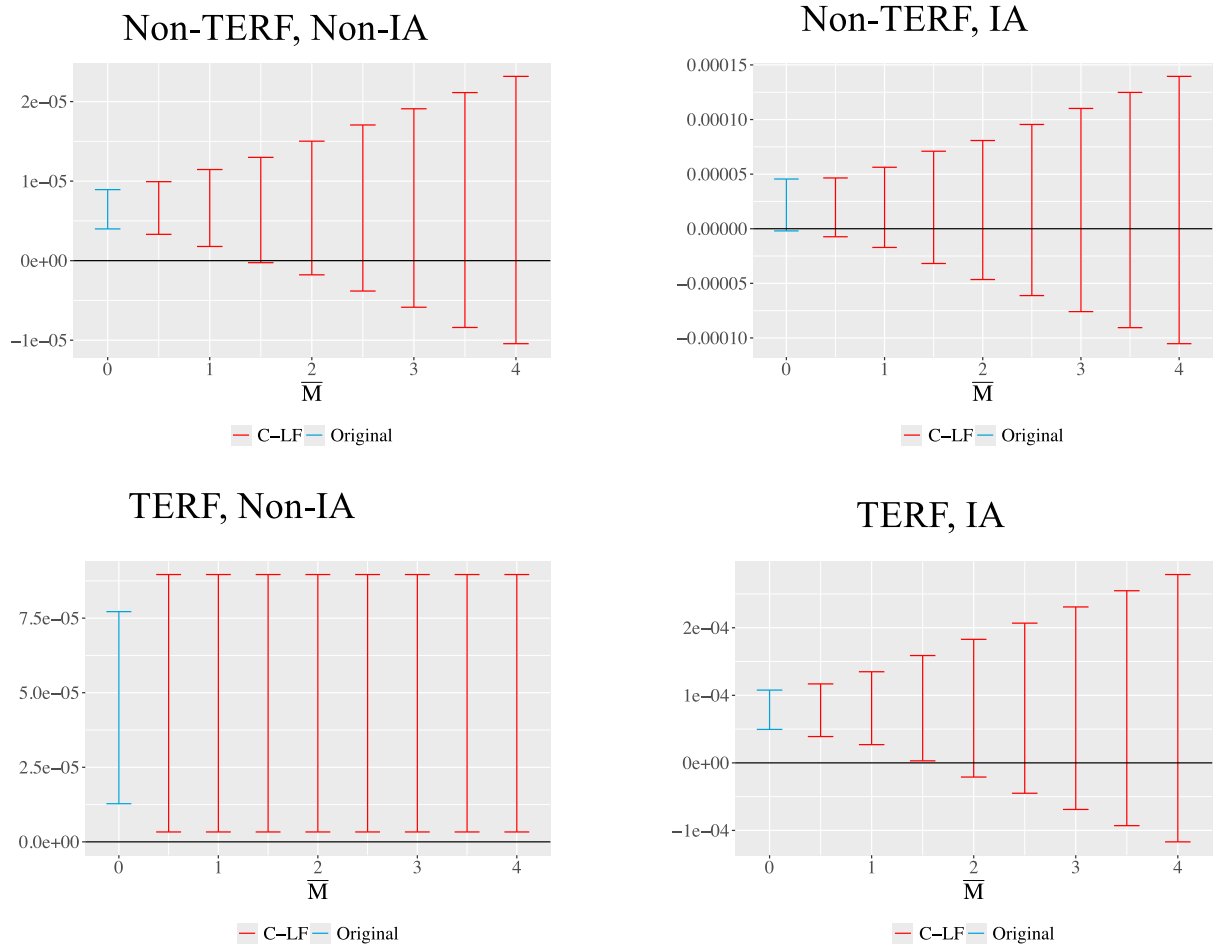 Non-TERF, Non-IA
2e−05
1e−05
0e+00
−1e−05
0 1 2 3 4
M̅
C−LF Original
Non-TERF, IA
0.00015
0.00010
0.00005
0.00000
−0.00005
−0.00010
0 1 2 3 4
M̅
C−LF Original
TERF, Non-IA
7.5e−05
5.0e−05
2.5e−05
0.0e+00
0 1 2 3 4
M̅
C−LF Original
TERF, IA
2e−04
1e−04
0e+00
−1e−04
0 1 2 3 4
M̅
C−LF Original